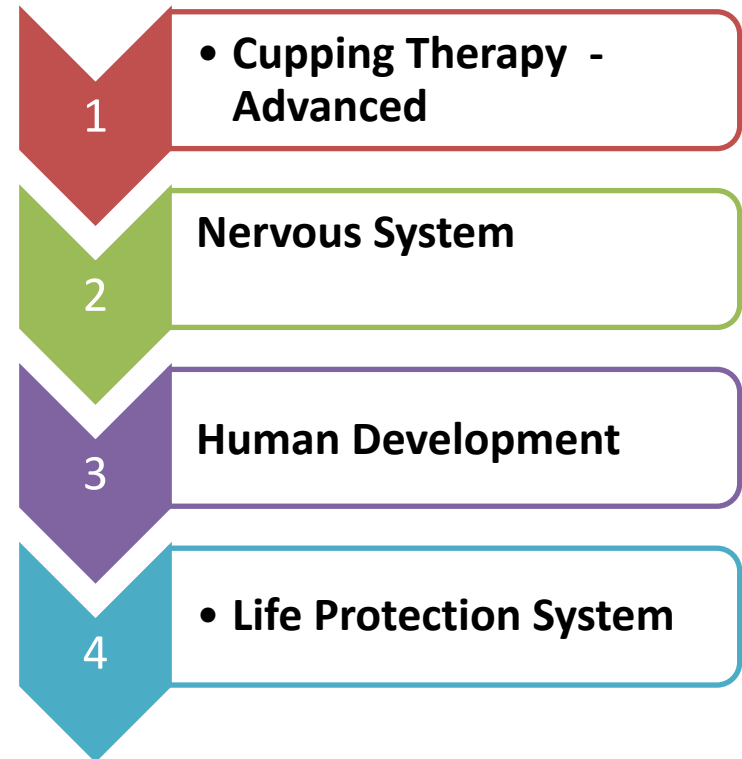 1
• Cupping Therapy -
Advanced
2
Nervous System
3
Human Development
4
• Life Protection System